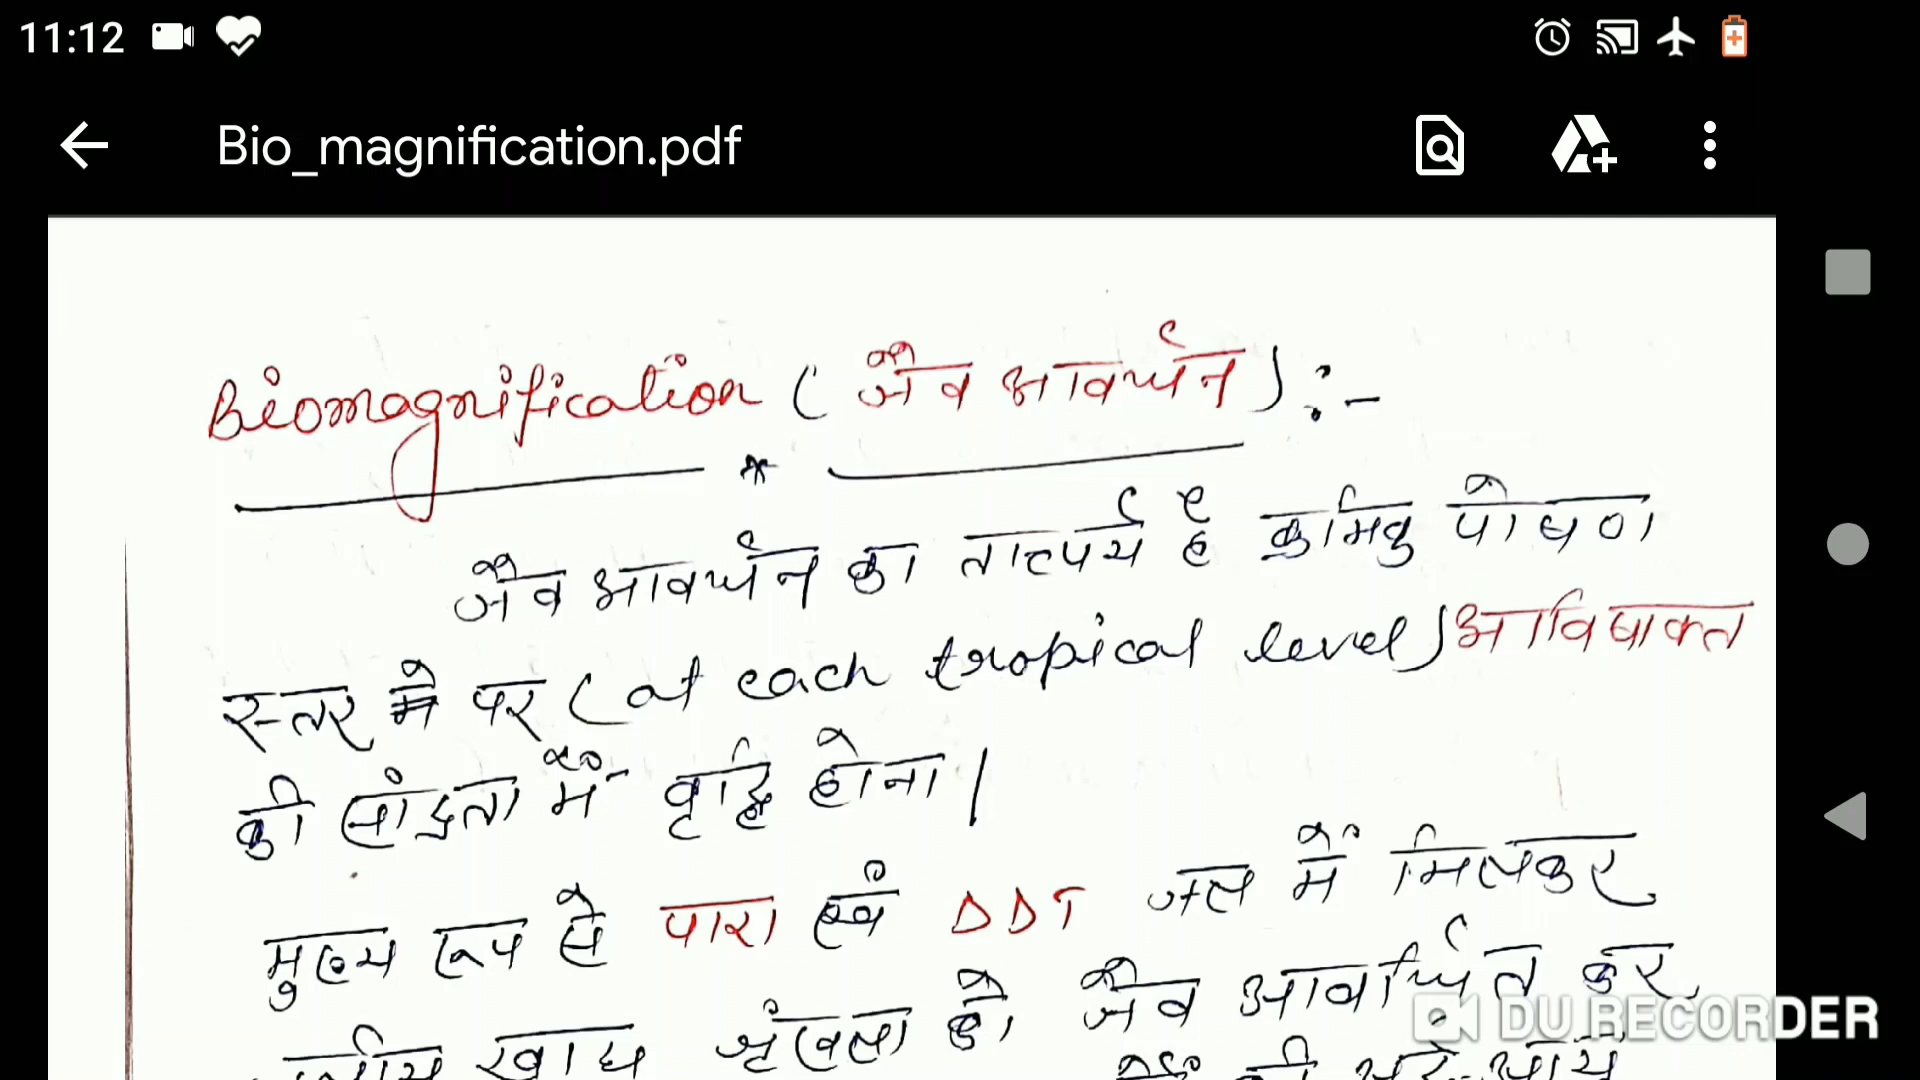 11:12
Bio_magnification.pdf
Biomagnification ( जैव आवर्धन ) :-
*
जैव आवर्धन का तात्पर्य है क्रमिक पोषण
स्तर मे पर ( at each tropical level ) आविषाक्त
की सांद्रता में वृद्धि होना |
मुख्य रूप से पारा एवं DDT जल में मिलकर
खाद्य श्रृंखला को जैव आवर्धित कर
DU RECORDER